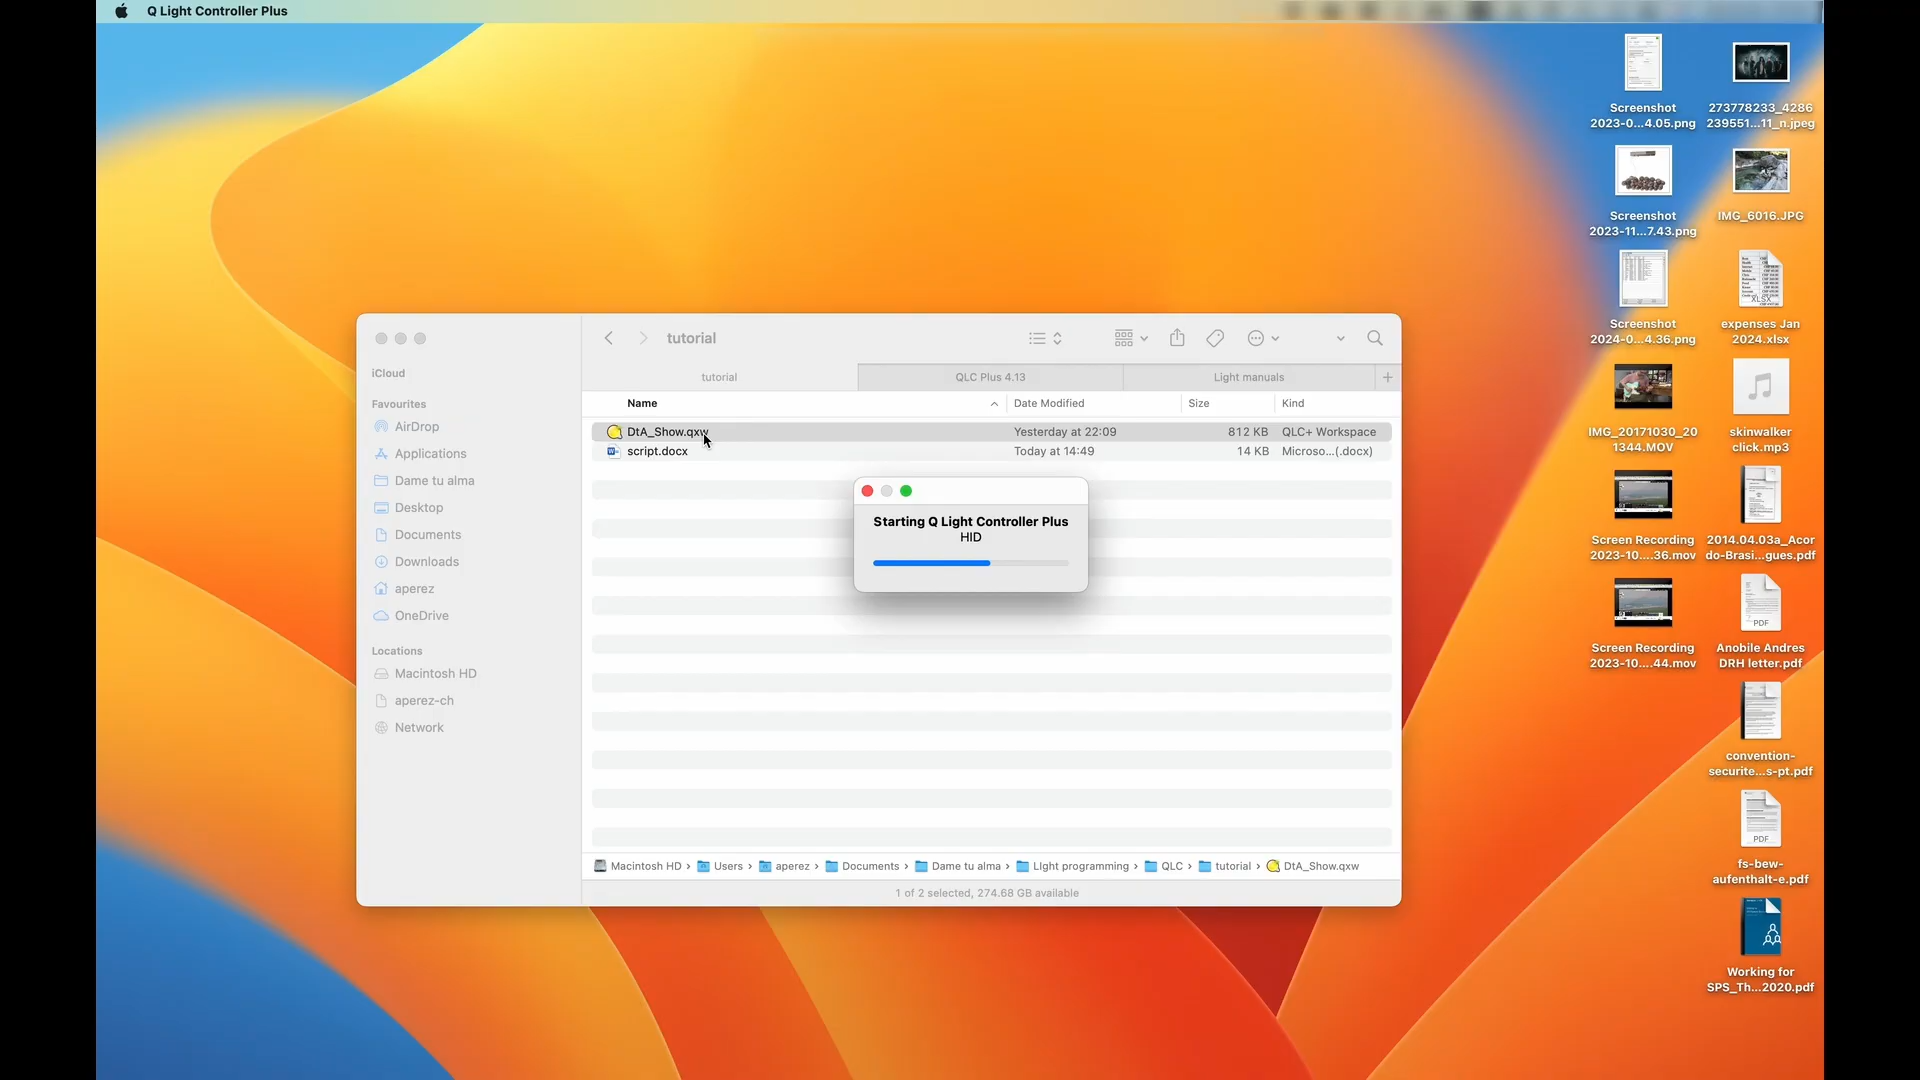 Q Light Controller Plus
Screenshot
2023-0...4.05.png
273778233_4286
239551...11_n.jpeg
Screenshot
2023-11...7.43.png
IMG_6016.JPG
Screenshot
2024-0...4.36.png
XLSX
expenses Jan
2024.xlsx
IMG_20171030_20
1344.MOV
skinwalker
click.mp3
Screen Recording
2023-10....36.mov
2014.04.03a_Acor
do-Brasi...gues.pdf
Screen Recording
2023-10....44.mov
PDF
Anobile Andres
DRH letter.pdf
convention-
securite...s-pt.pdf
PDF
fs-bew-
aufenthalt-e.pdf
Working for
SPS_Th...2020.pdf
tutorial
iCloud
Favourites
AirDrop
Applications
Dame tu alma
Desktop
Documents
Downloads
aperez
OneDrive
Locations
Macintosh HD
aperez-ch
Network
tutorial
QLC Plus 4.13
Light manuals
Name
Date Modified
Size
Kind
DtA_Show.qxw
Yesterday at 22:09
812 KB
QLC+ Workspace
script.docx
Today at 14:49
14 KB
Microso...(.docx)
Starting Q Light Controller Plus
HID
Macintosh HD › Users › aperez › Documents › Dame tu alma › LIght programming › QLC › tutorial › DtA_Show.qxw
1 of 2 selected, 274.68 GB available